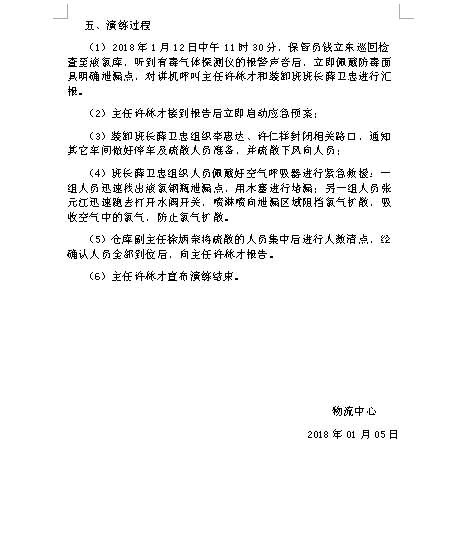 五、演练过程
（1）2018 年 1 月 12 日中午 11 时 30 分，保管员钱立东巡回检
查至液氯库，听到有毒气体探测仪的报警声音后，立即佩戴防毒面
具明确泄漏点，对讲机呼叫主任许林才和装卸班班长薛卫忠进行汇
报。
（2）主任许林才接到报告后立即启动应急预案；
（3）装卸班长薛卫忠组织李惠达、许仁祥封闭相关路口，通知
其它车间做好停车及疏散人员准备，并疏散下风向人员；
（4）班长薛卫忠组织人员佩戴好空气呼吸器进行紧急救援：一
组人员迅速找出液氯钢瓶泄漏点，用木塞进行堵漏；另一组人员张
元江迅速跑去打开水阀开关，喷淋喷向泄漏区域阻挡氯气扩散，吸
收空气中的氯气，防止氯气扩散。
（5）仓库副主任徐炳荣将疏散的人员集中后进行人数清点，经
确认人员全部到位后，向主任许林才报告。
（6）主任许林才宣布演练结束。
物流中心
2018 年 01 月 05 日